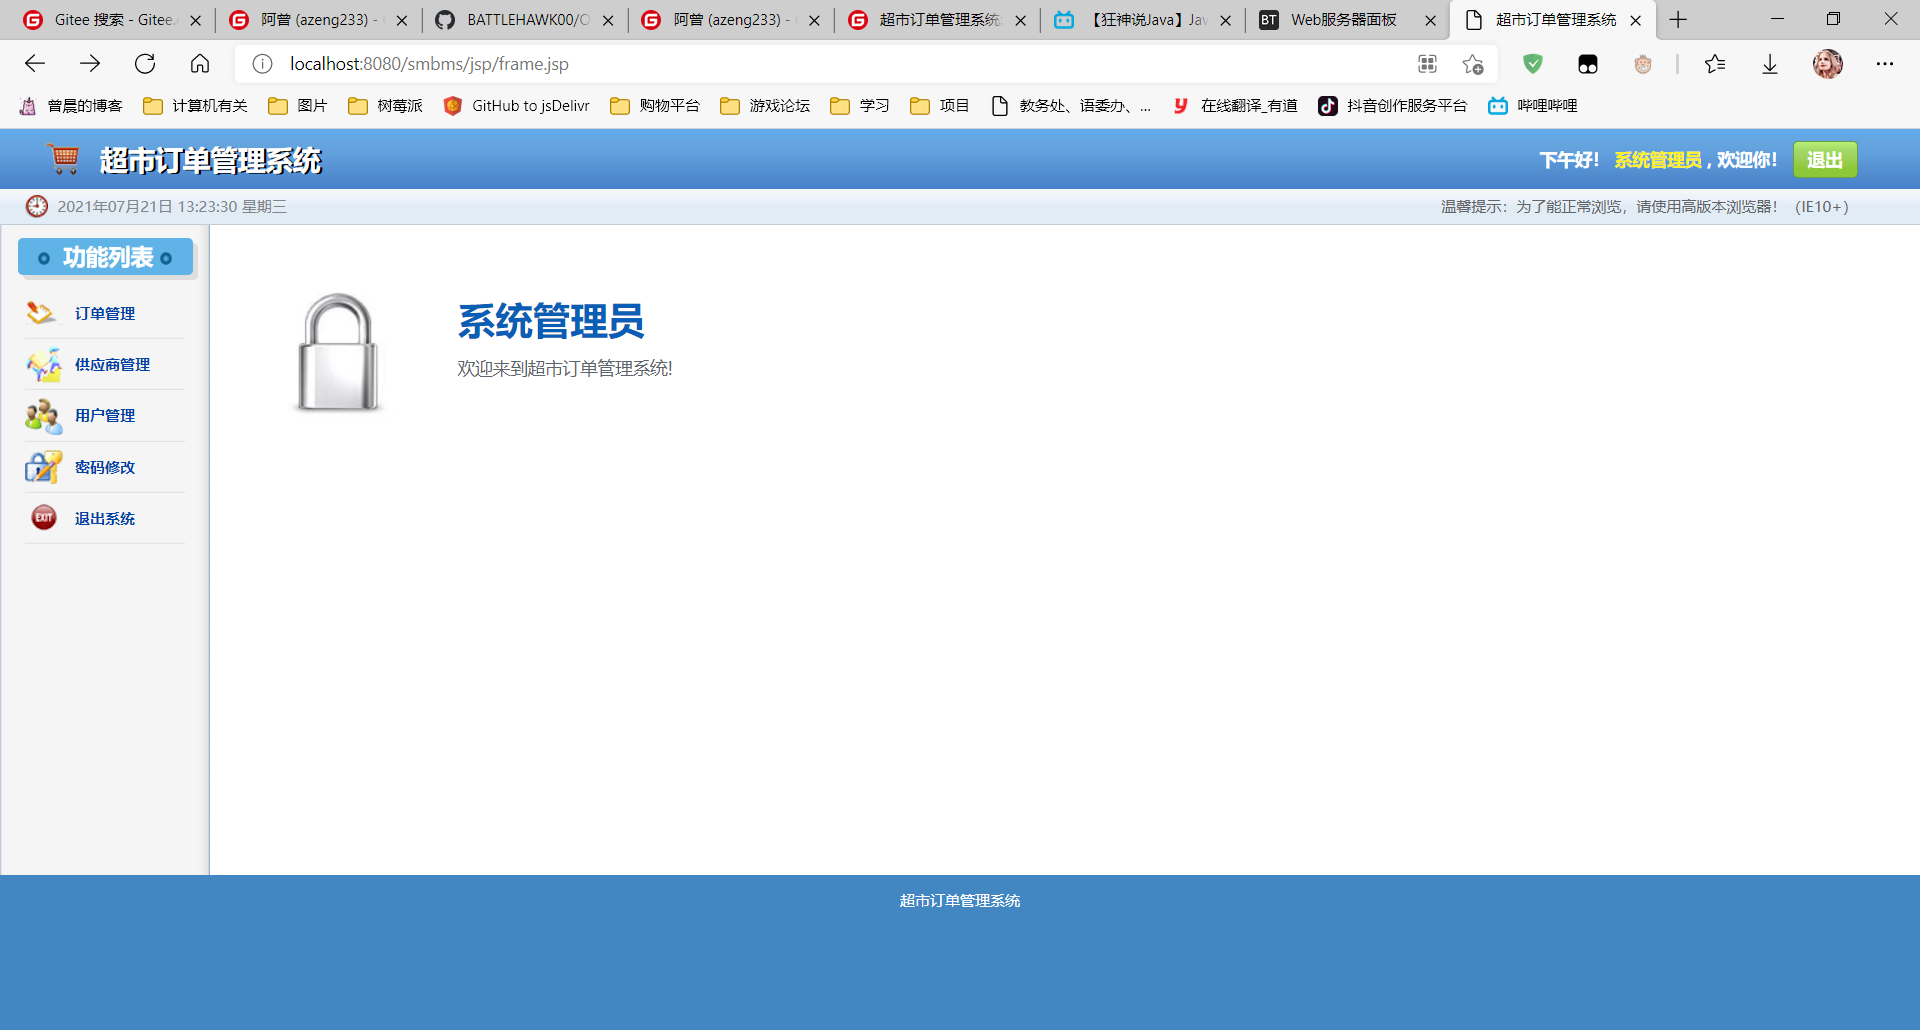 Gitee 搜索 - Gitee.
阿曾 (azeng233) -
BATTLEHAWK00/O
阿曾 (azeng233) -
超市订单管理系统
【狂神说Java】Jav
BT Web服务器面板
超市订单管理系统
localhost:8080/smbms/jsp/frame.jsp
曾晨的博客 计算机有关 图片 树莓派 GitHub to jsDelivr 购物平台 游戏论坛 学习 项目 教务处、语委办、... 在线翻译_有道 抖音创作服务平台 哔哩哔哩
超市订单管理系统
下午好！ 系统管理员 , 欢迎你！ 退出
2021年07月21日 13:23:30 星期三
温馨提示：为了能正常浏览，请使用高版本浏览器！ （IE10+）
功能列表
订单管理
供应商管理
用户管理
密码修改
EXIT 退出系统
系统管理员
欢迎来到超市订单管理系统!
超市订单管理系统